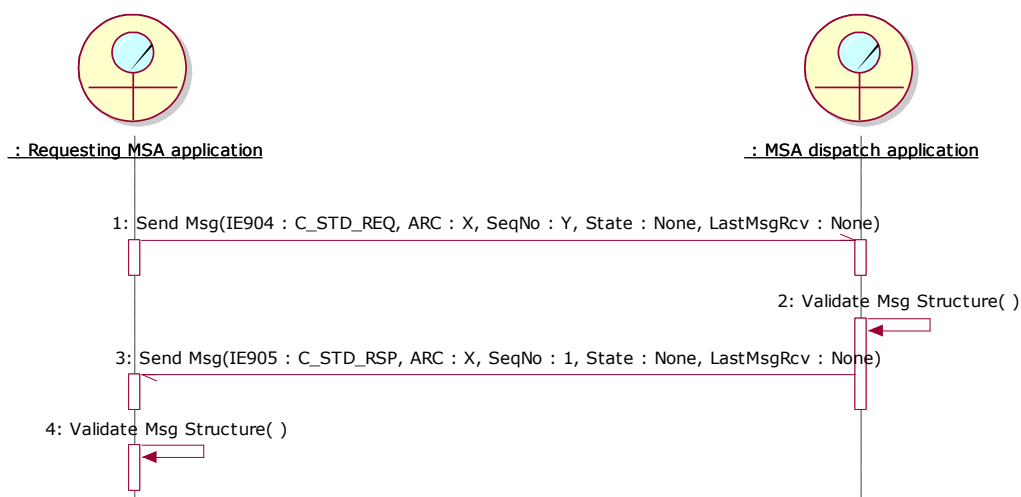 : Requesting MSA application
: MSA dispatch application
1: Send Msg(IE904 : C_STD_REQ, ARC : X, SeqNo : Y, State : None, LastMsgRcv : None)
2: Validate Msg Structure( )
3: Send Msg(IE905 : C_STD_RSP, ARC : X, SeqNo : 1, State : None, LastMsgRcv : None)
4: Validate Msg Structure( )